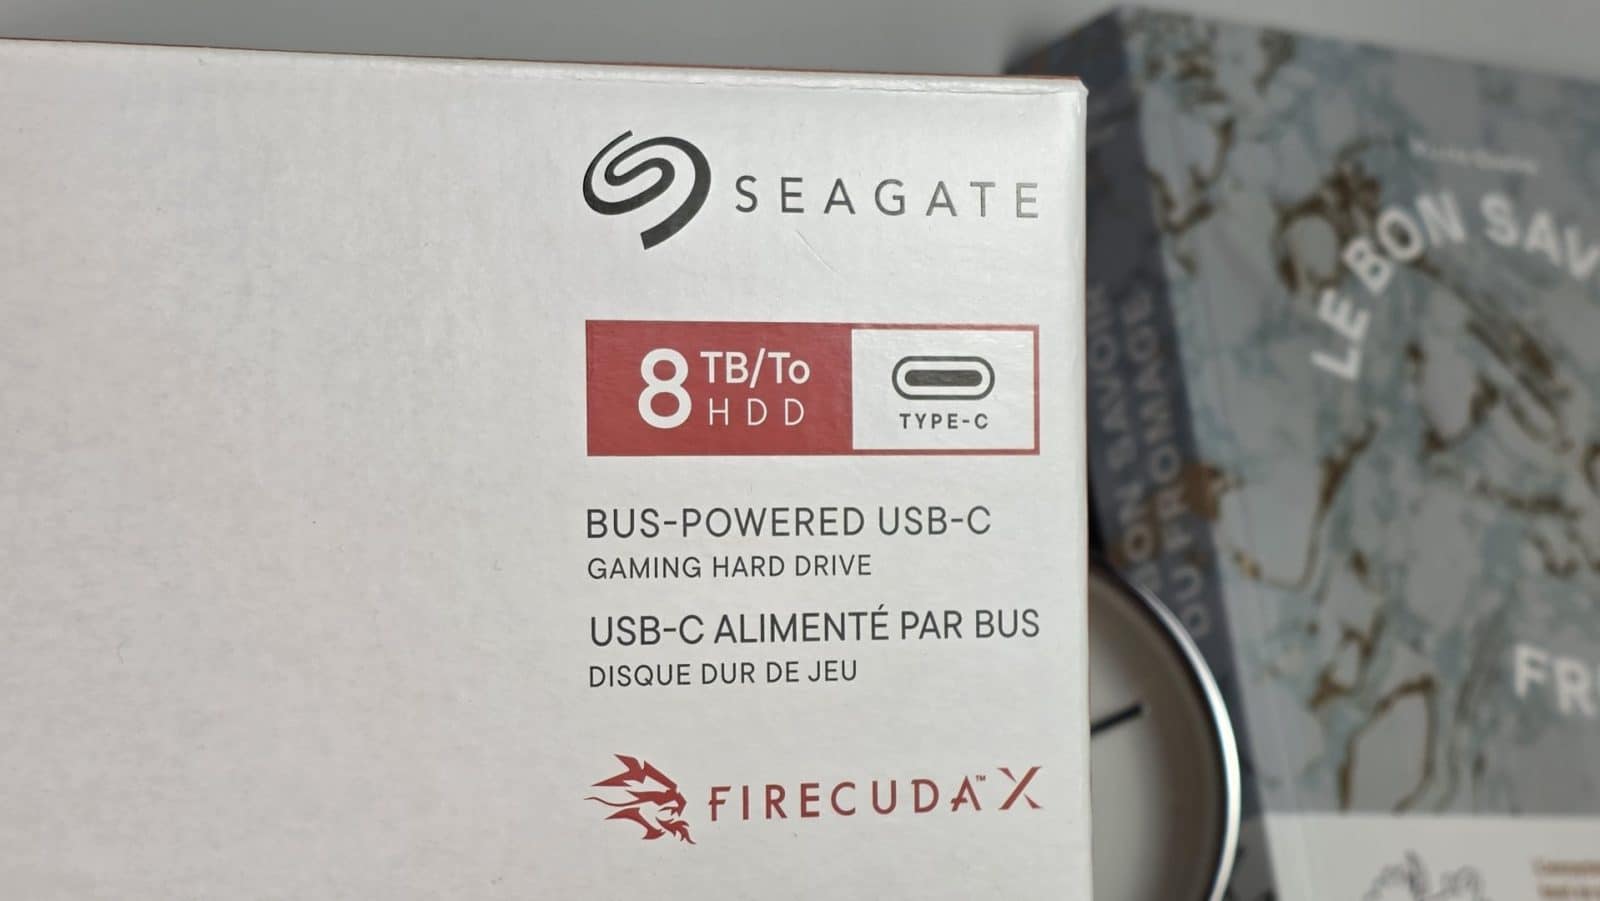 SEAGATE
8 TB/To
HDD
TYPE-C
BUS-POWERED USB-C
GAMING HARD DRIVE
USB-C ALIMENTÉ PAR BUS
DISQUE DUR DE JEU
FIRECUDA™ X
LE BON SAV
BON SAVOIR
DU FROMAGE
FR